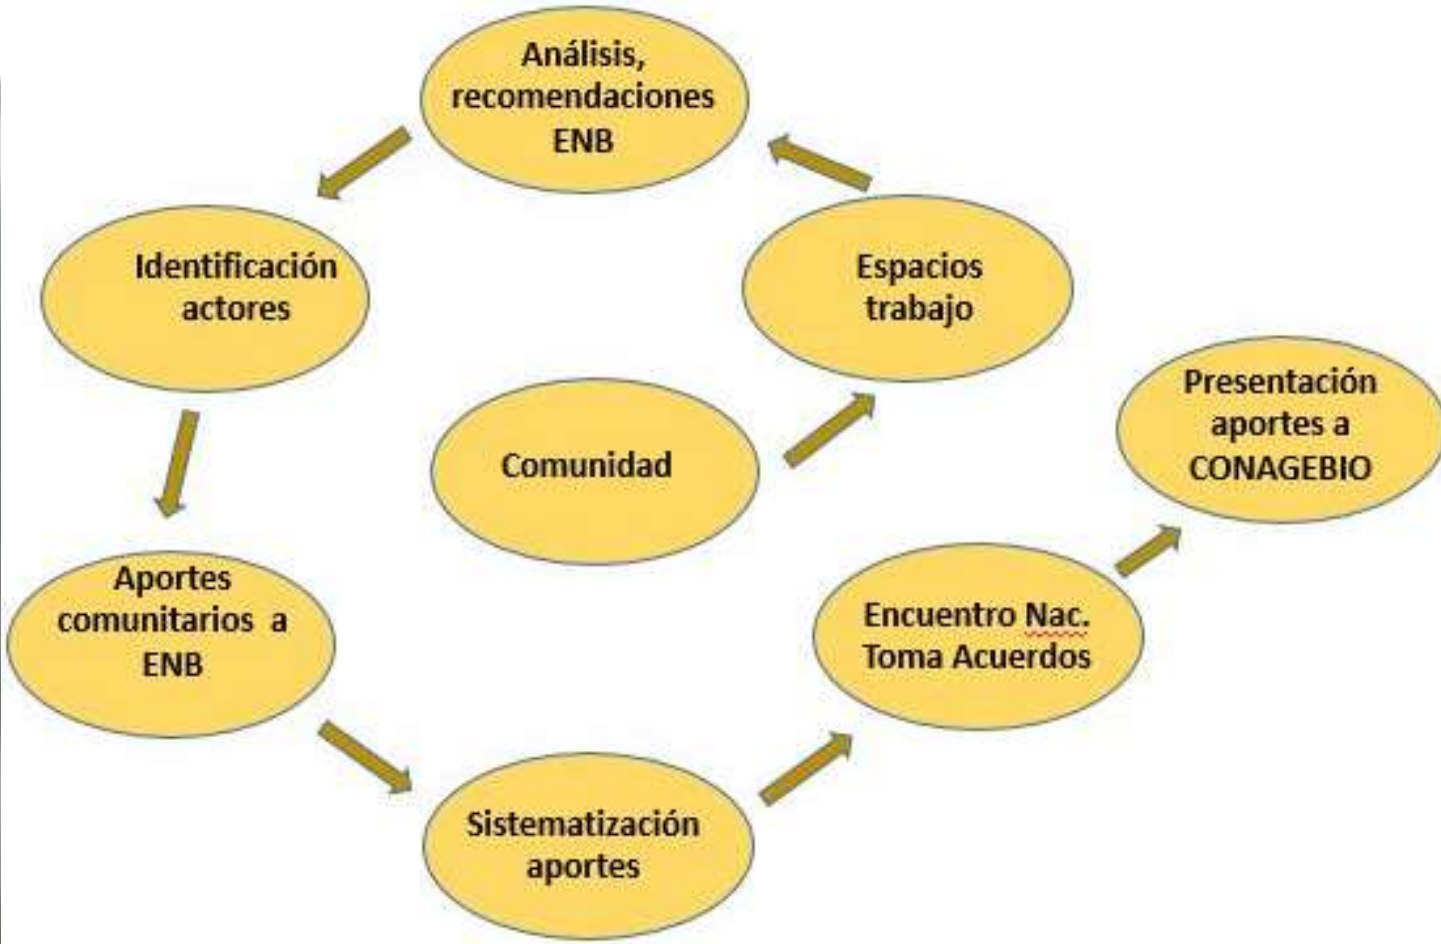 Análisis,
recomendaciones
ENB
Identificación
actores
Espacios
trabajo
Presentación
aportes a
CONAGEBIO
Comunidad
Aportes
comunitarios a
ENB
Encuentro Nac.
Toma Acuerdos
Sistematización
aportes